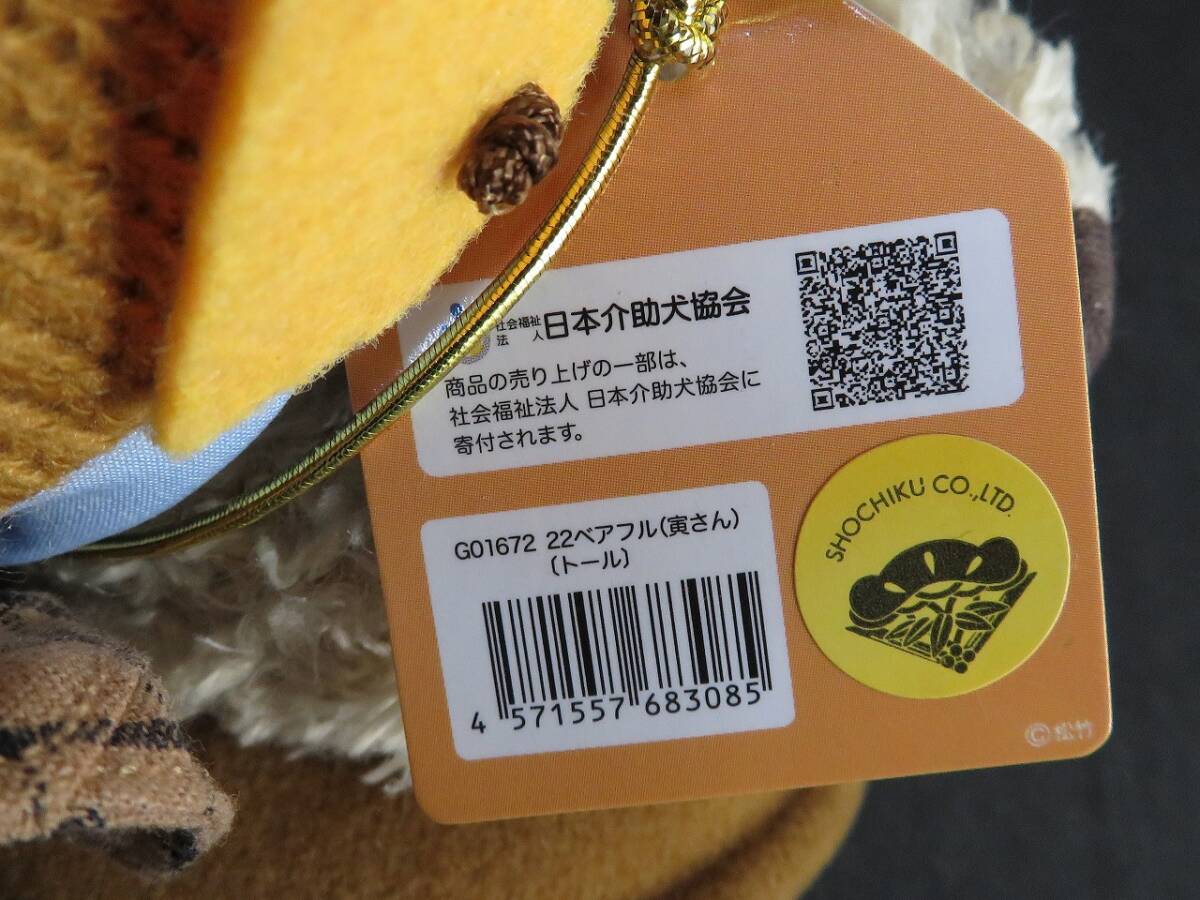 社会福祉
法 人
日本介助犬協会
商品の売り上げの一部は、
社会福祉法人 日本介助犬協会に
寄付されます。
G01672 22ベアフル(寅さん)
(トール)
4 571557 683085
SHOCHIKU CO.,LTD.
©松竹